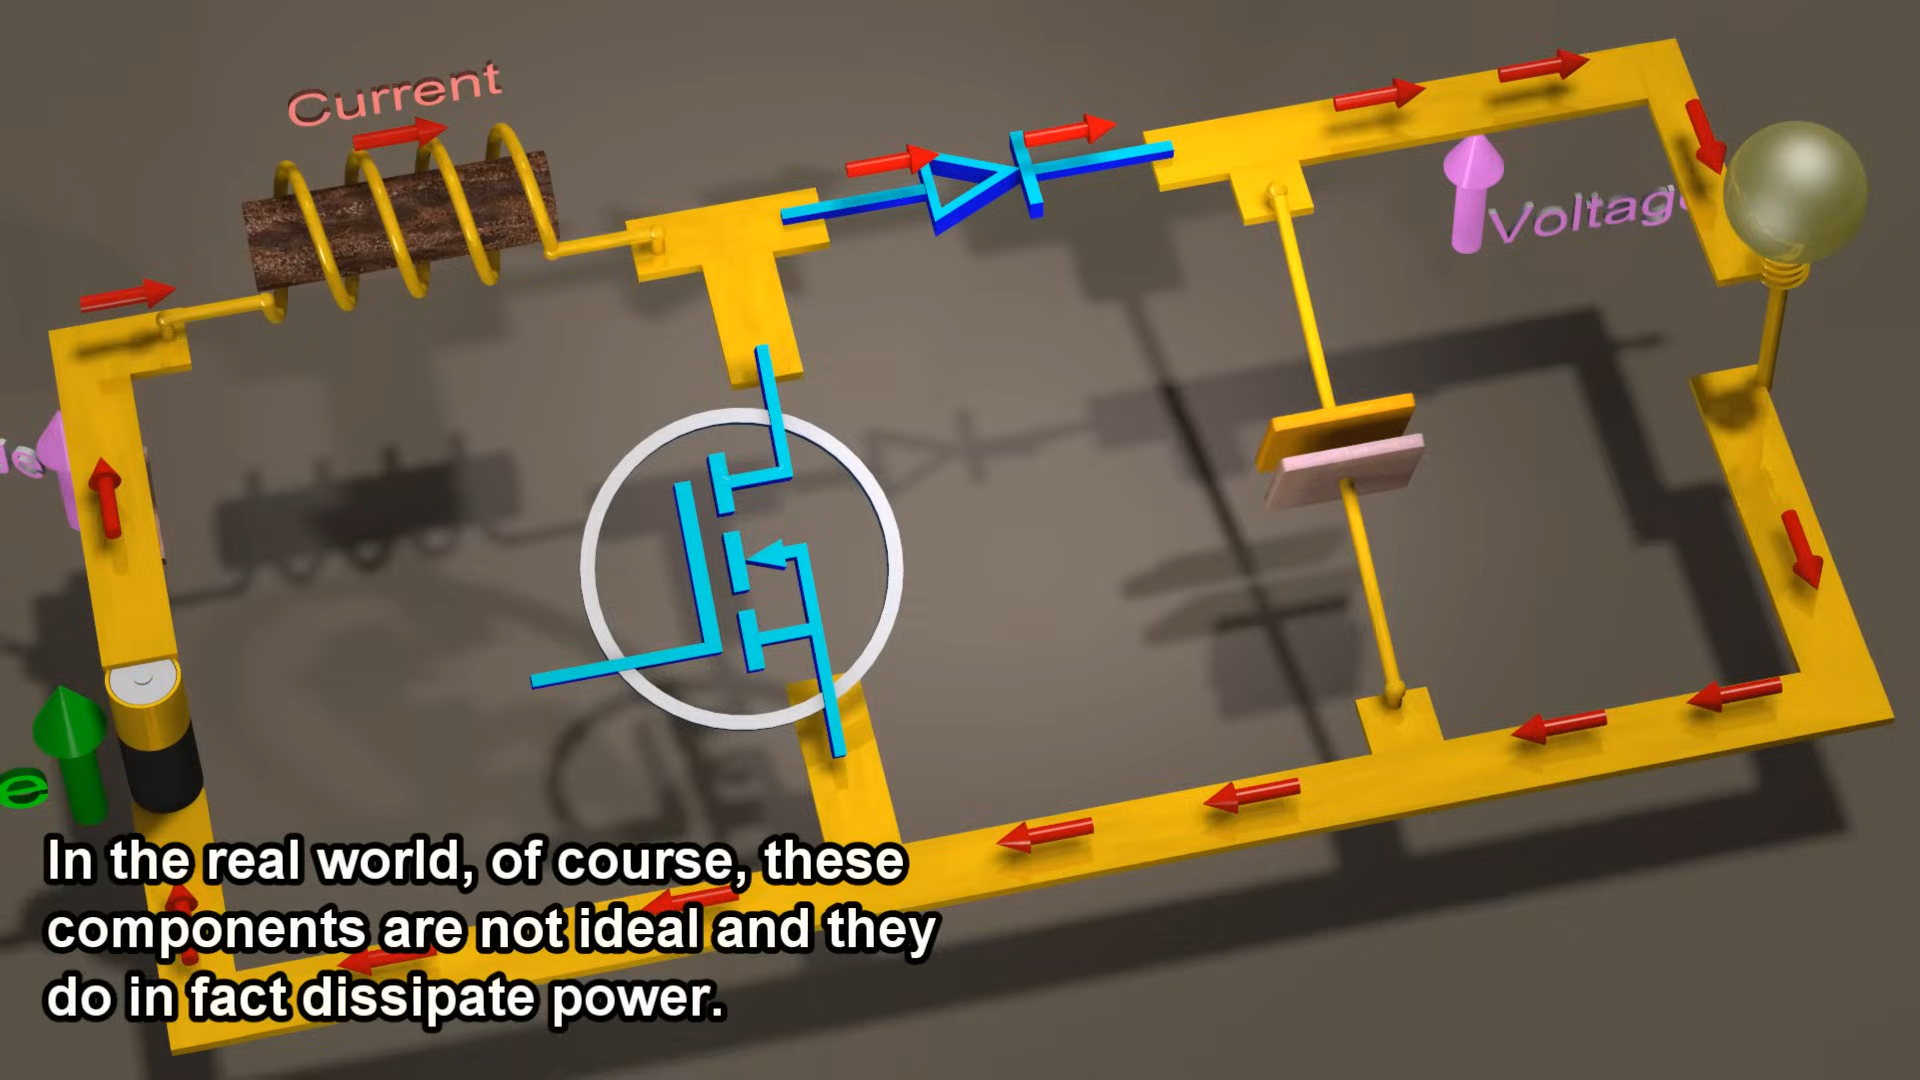 Current
Voltag
e
e
In the real world, of course, these
components are not ideal and they
do in fact dissipate power.